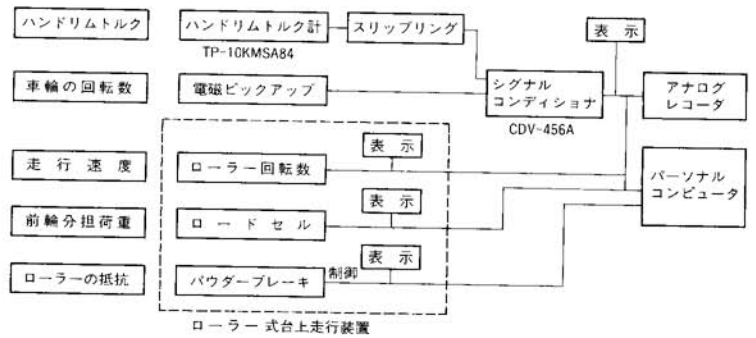 ハンドリムトルク
ハンドリムトルク計
スリップリング
表示
TP-10KMSA84
車輪の回転数
電磁ピックアップ
シグナル
コンディショナ
アナログ
レコーダ
CDV-456A
表示
走行速度
ローラー回転数
パーソナル
コンピュータ
表示
前輪分担荷重
ロードセル
表示
ローラーの抵抗
パウダーブレーキ
制御
ローラー式台上走行装置